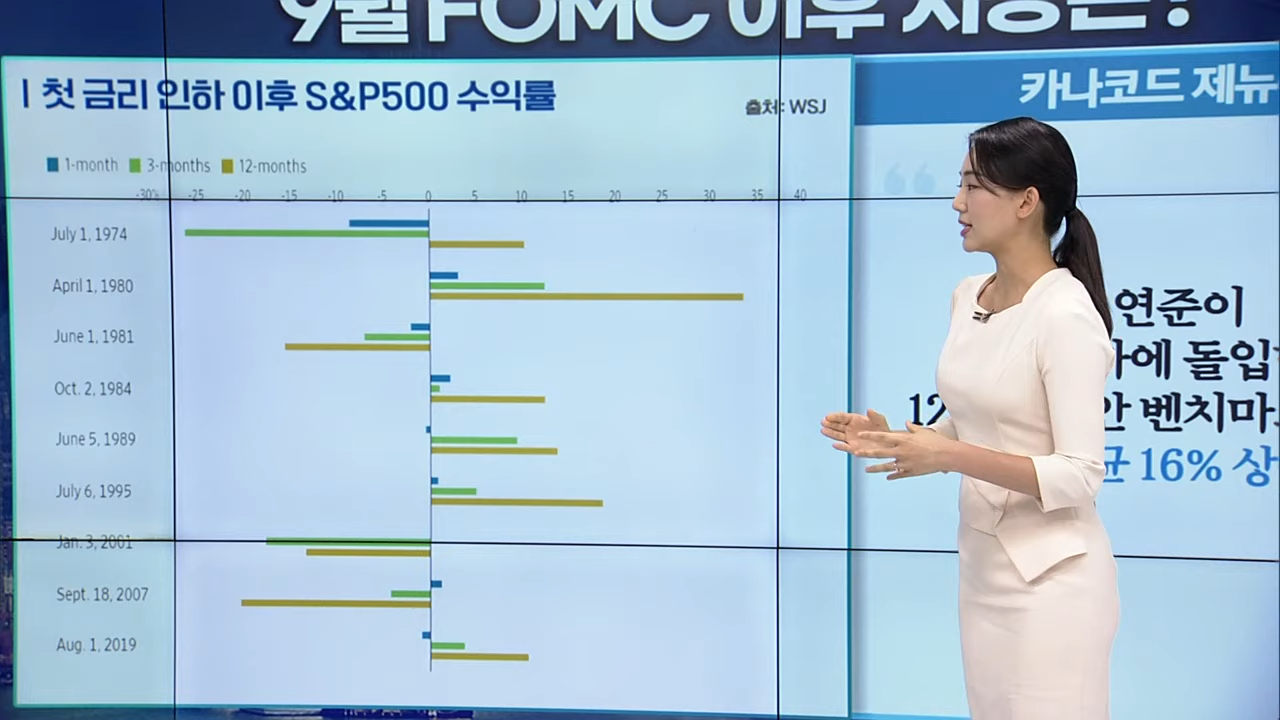 9월 FOMC 이후 시장은?
| 첫 금리 인하 이후 S&P500 수익률
출처: WSJ
1-month 3-months 12-months
-30% -25 -20 -15 -10 -5 0 5 10 15 20 25 30 35 40
July 1, 1974
April 1, 1980
June 1, 1981
Oct. 2, 1984
June 5, 1989
July 6, 1995
Jan. 3, 2001
Sept. 18, 2007
Aug. 1, 2019
카나코드 제뉴
“
연준이
에 돌입
12 벤치마
16% 상